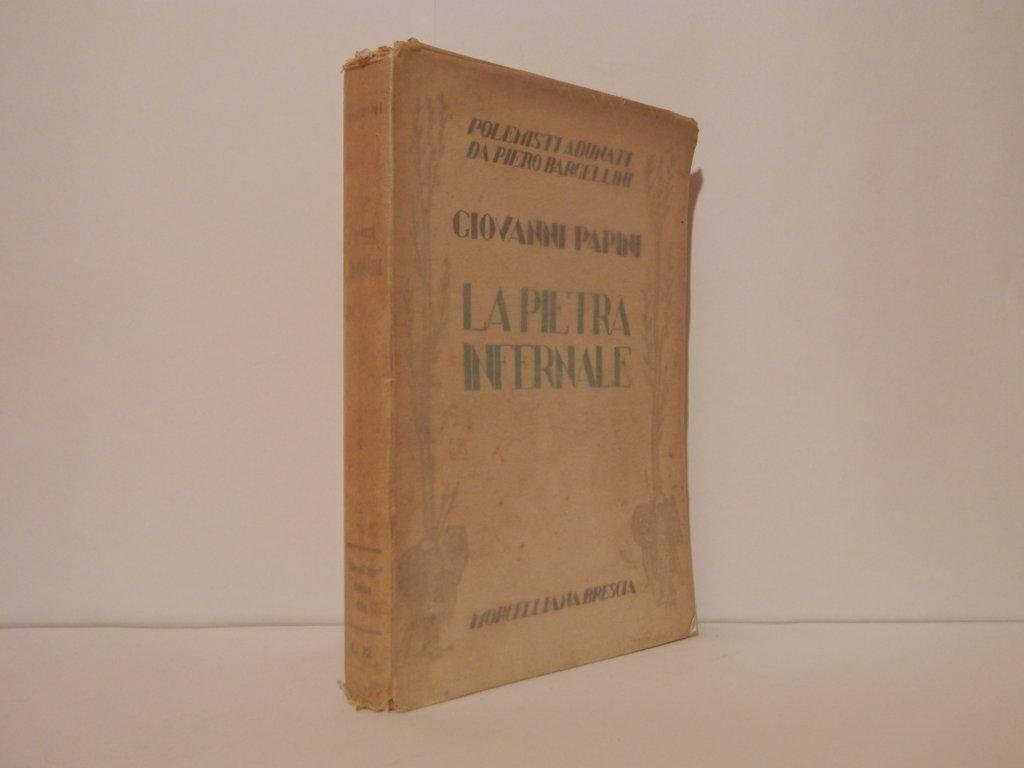 POLEMISTI ADUNATI
DA PIERO BARGELLINI
GIOVANNI PAPINI
LA PIETRA
INFERNALE
MORCELLIANA BRESCIA